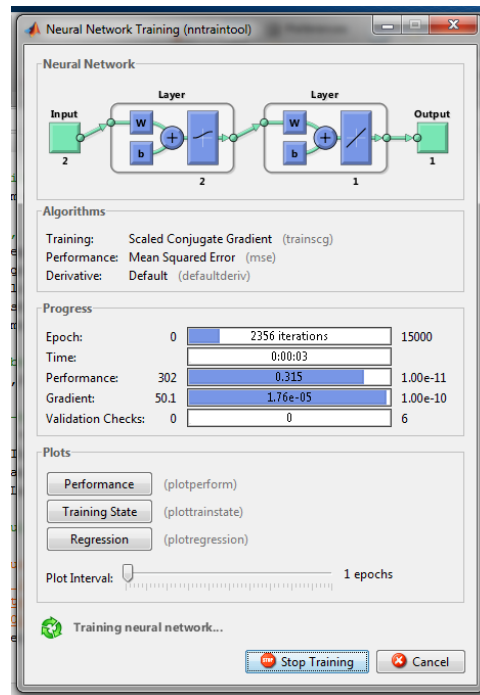 Neural Network Training (nntraintool)
Neural Network
Layer Layer
Input Output
W W
+ +
b b
2 2 1 1
Algorithms
Training: Scaled Conjugate Gradient (trainscg)
Performance: Mean Squared Error (mse)
Derivative: Default (defaultderiv)
Progress
Epoch: 0 2356 iterations 15000
Time: 0:00:03
Performance: 302 0.315 1.00e-11
Gradient: 50.1 1.76e-05 1.00e-10
Validation Checks: 0 0 6
Plots
Performance (plotperform)
Training State (plottrainstate)
Regression (plotregression)
Plot Interval: 1 epochs
Training neural network...
STOP Stop Training Cancel